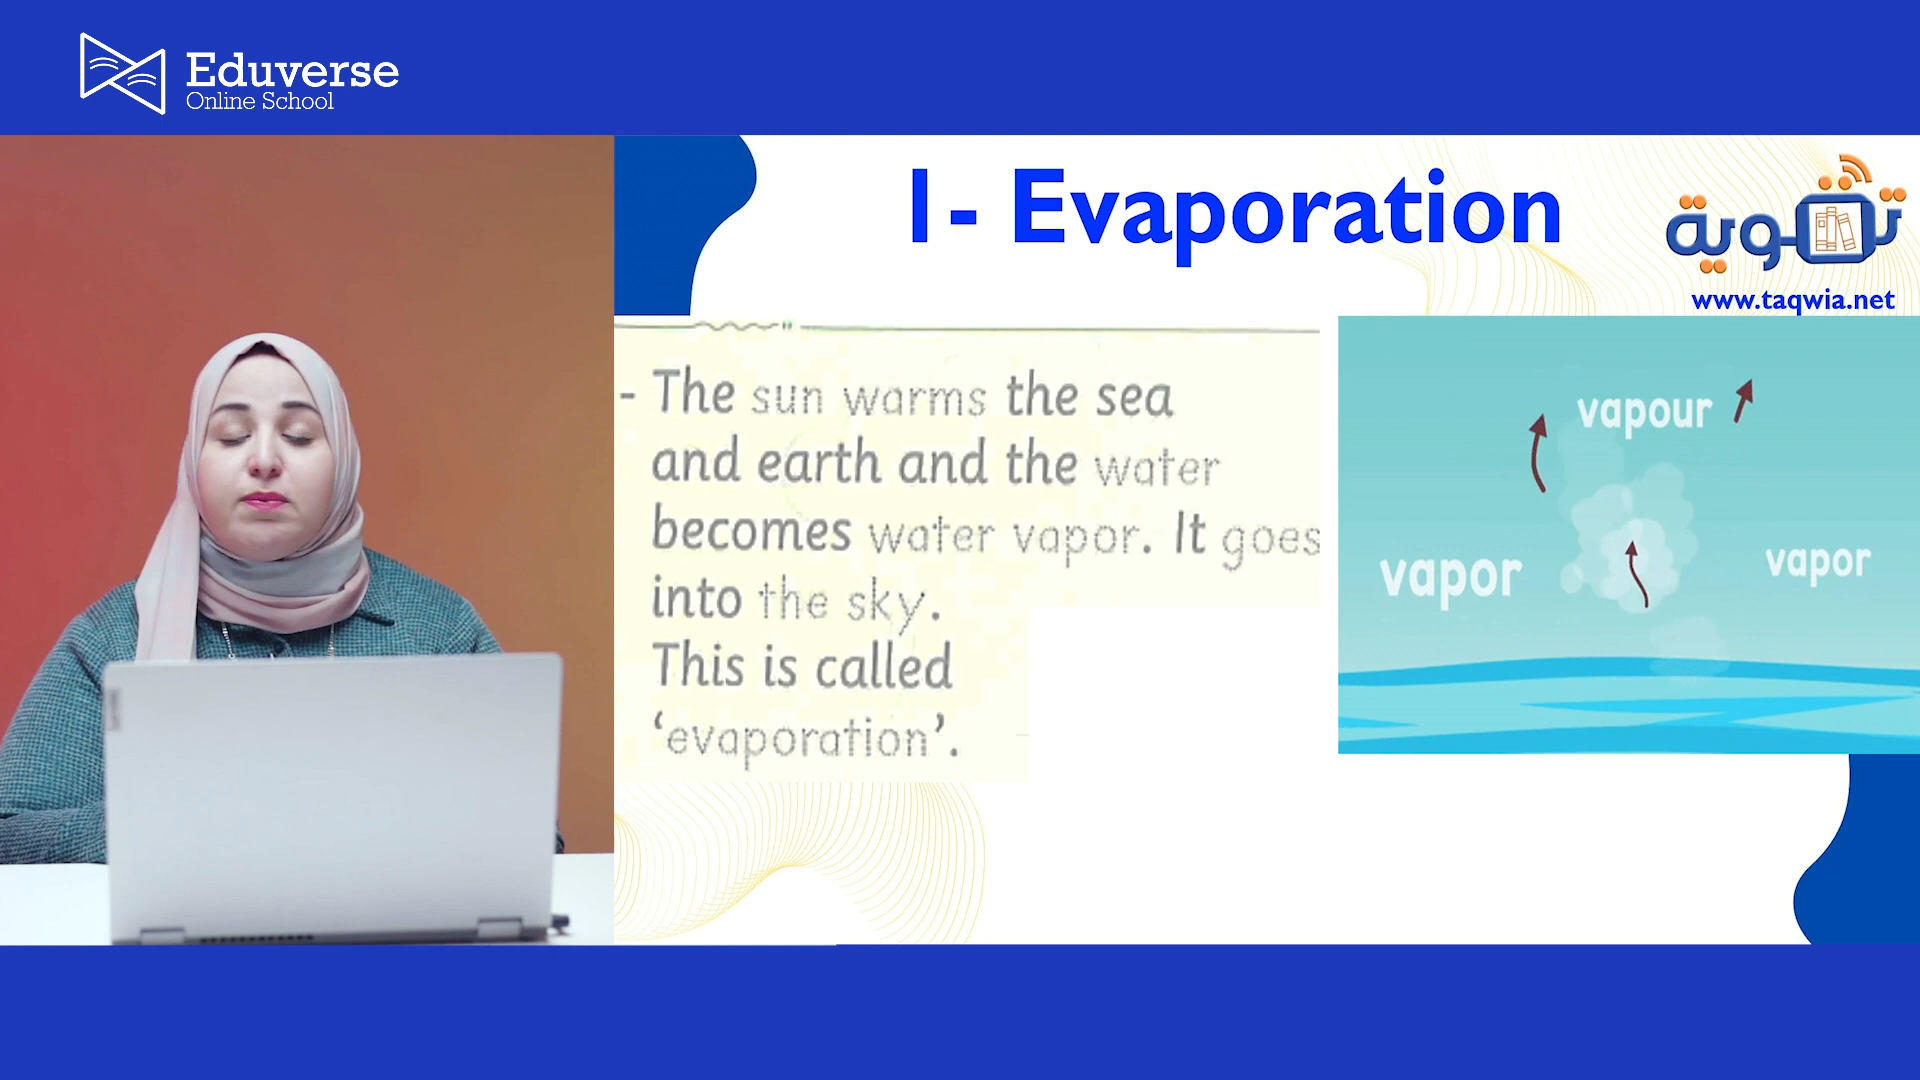 Eduverse
Online School
1- Evaporation
تقوية
www.taqwia.net
- The sun warms the sea
and earth and the water
becomes water vapor. It goes
into the sky.
This is called
‘evaporation’.
vapour
vapor
vapor